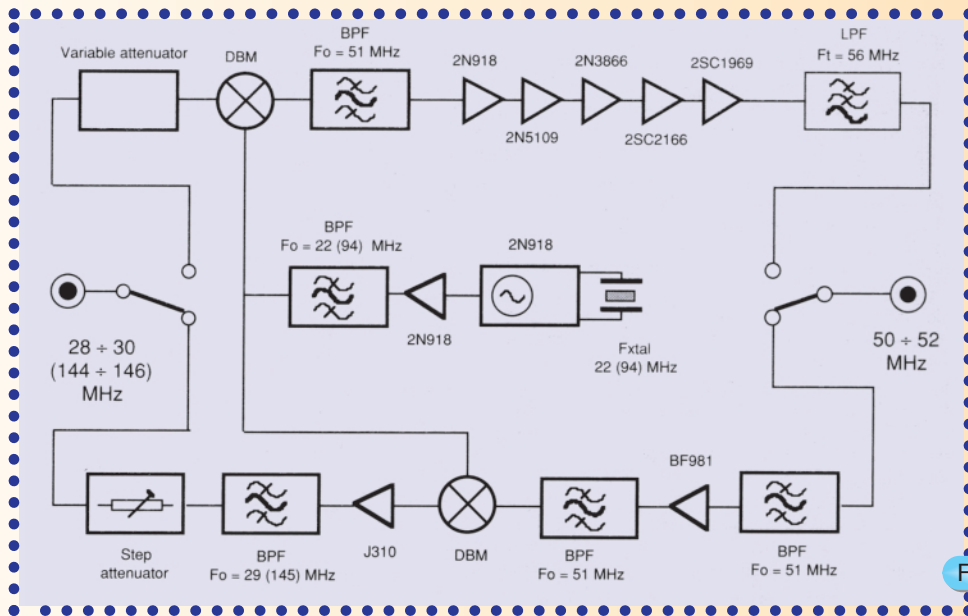 Variable attenuator
DBM
BPF
Fo = 51 MHz
2N918
2N5109
2N3866
2SC2166
2SC1969
LPF
Ft = 56 MHz
BPF
Fo = 22 (94) MHz
2N918
2N918
Fxtal
22 (94) MHz
28 ÷ 30
(144 ÷ 146)
MHz
50 ÷ 52
MHz
Step
attenuator
BPF
Fo = 29 (145) MHz
J310
DBM
BPF
Fo = 51 MHz
BF981
BPF
Fo = 51 MHz
F